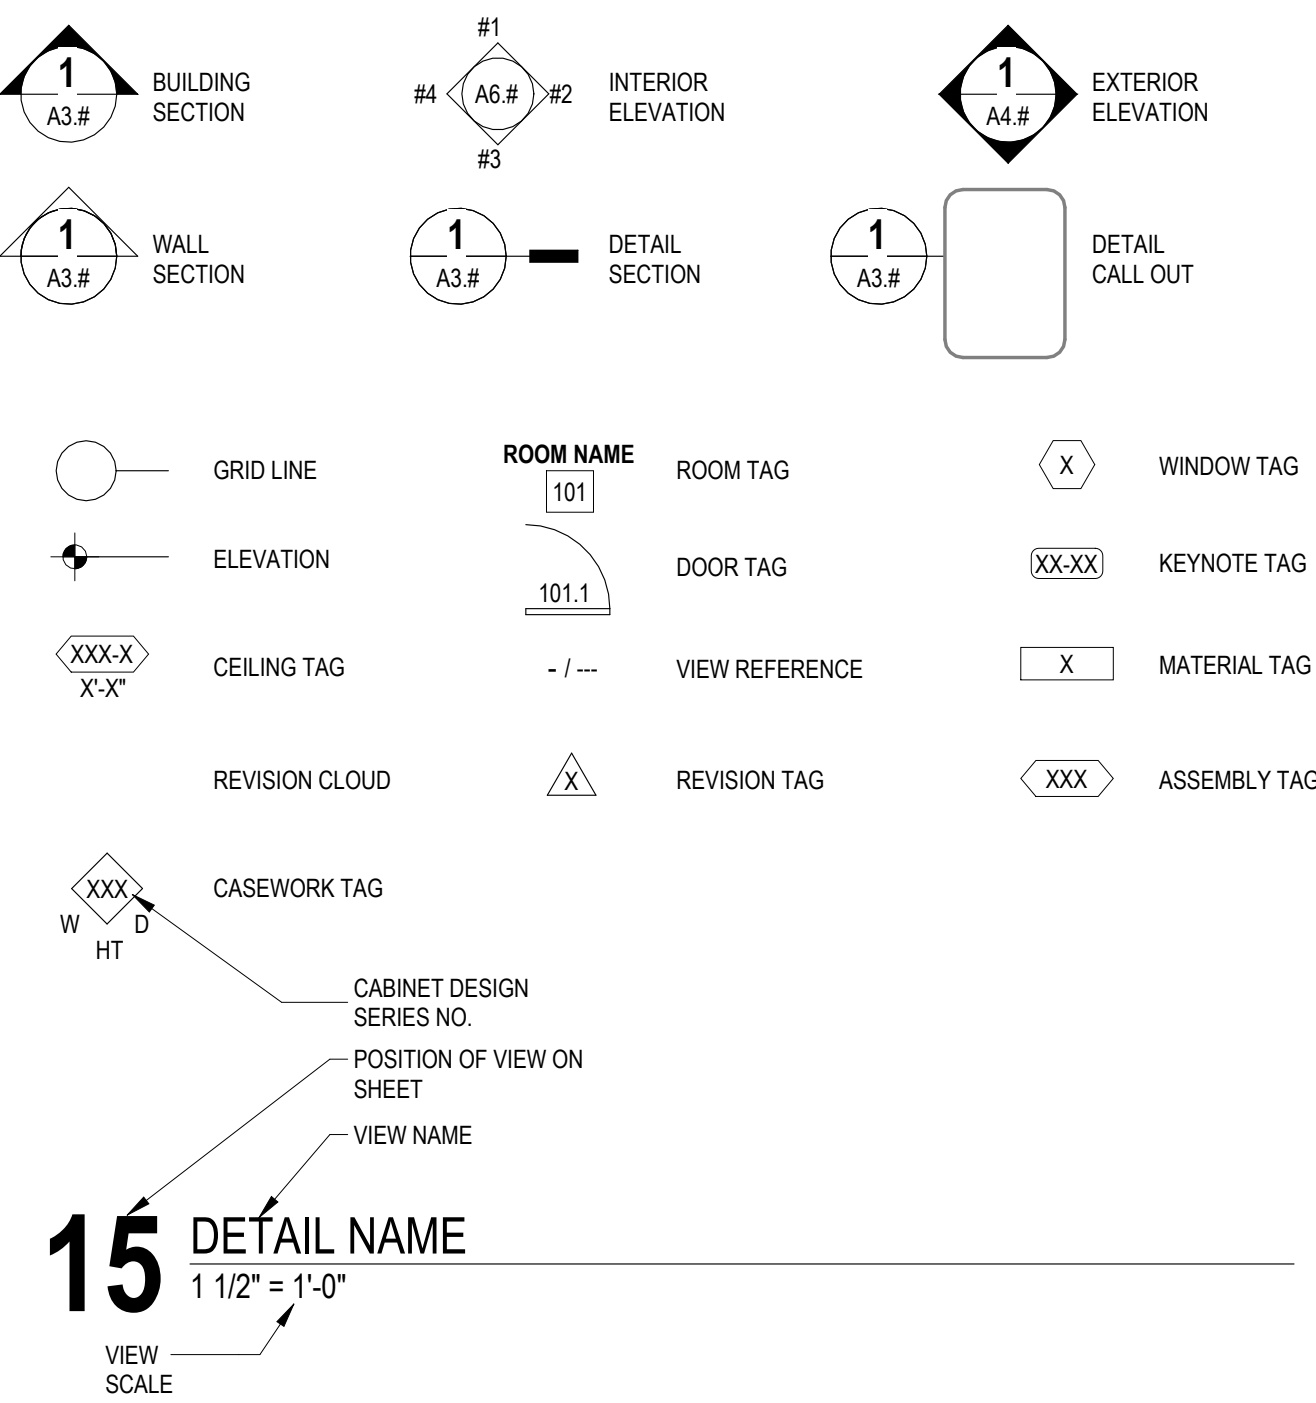 1
A3.#
BUILDING
SECTION
#1
#4
A6.#
#2
#3
INTERIOR
ELEVATION
1
A4.#
EXTERIOR
ELEVATION
1
A3.#
WALL
SECTION
1
A3.#
DETAIL
SECTION
1
A3.#
DETAIL
CALL OUT
GRID LINE
ROOM NAME
101
ROOM TAG
X
WINDOW TAG
ELEVATION
101.1
DOOR TAG
XX-XX
KEYNOTE TAG
XXX-X
X'-X"
CEILING TAG
- / ---
VIEW REFERENCE
X
MATERIAL TAG
REVISION CLOUD
X
REVISION TAG
XXX
ASSEMBLY TAG
XXX
W
D
HT
CASEWORK TAG
CABINET DESIGN
SERIES NO.
POSITION OF VIEW ON
SHEET
VIEW NAME
15
DETAIL NAME
1 1/2" = 1'-0"
VIEW
SCALE